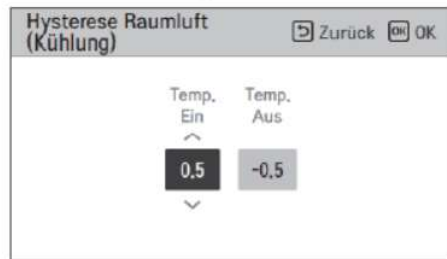 Hysterese Raumluft
(Kühlung)
Zurück OK OK
Temp. Temp.
Ein Aus
0.5 -0.5